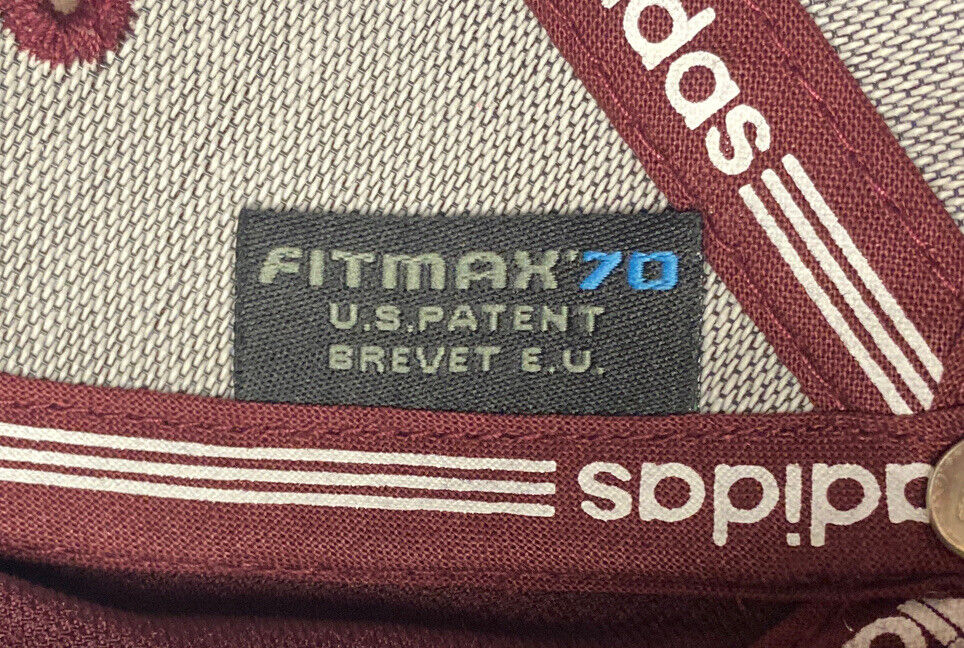 adidas
FITMAX'70
U.S.PATENT
BREVET E.U.
adidas